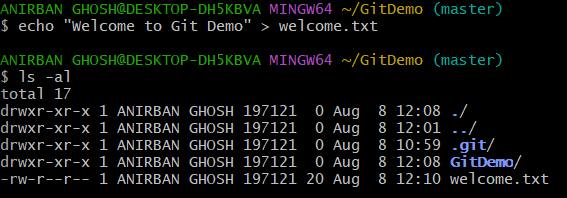 ANIRBAN GHOSH@DESKTOP-DH5KBVA MINGW64 ~/GitDemo (master)
$ echo "Welcome to Git Demo" > welcome.txt
ANIRBAN GHOSH@DESKTOP-DH5KBVA MINGW64 ~/GitDemo (master)
$ ls -al
total 17
drwxr-xr-x 1 ANIRBAN GHOSH 197121  0 Aug  8 12:08 ./
drwxr-xr-x 1 ANIRBAN GHOSH 197121  0 Aug  8 12:01 ../
drwxr-xr-x 1 ANIRBAN GHOSH 197121  0 Aug  8 10:59 .git/
drwxr-xr-x 1 ANIRBAN GHOSH 197121  0 Aug  8 12:08 GitDemo/
-rw-r--r-- 1 ANIRBAN GHOSH 197121 20 Aug  8 12:10 welcome.txt